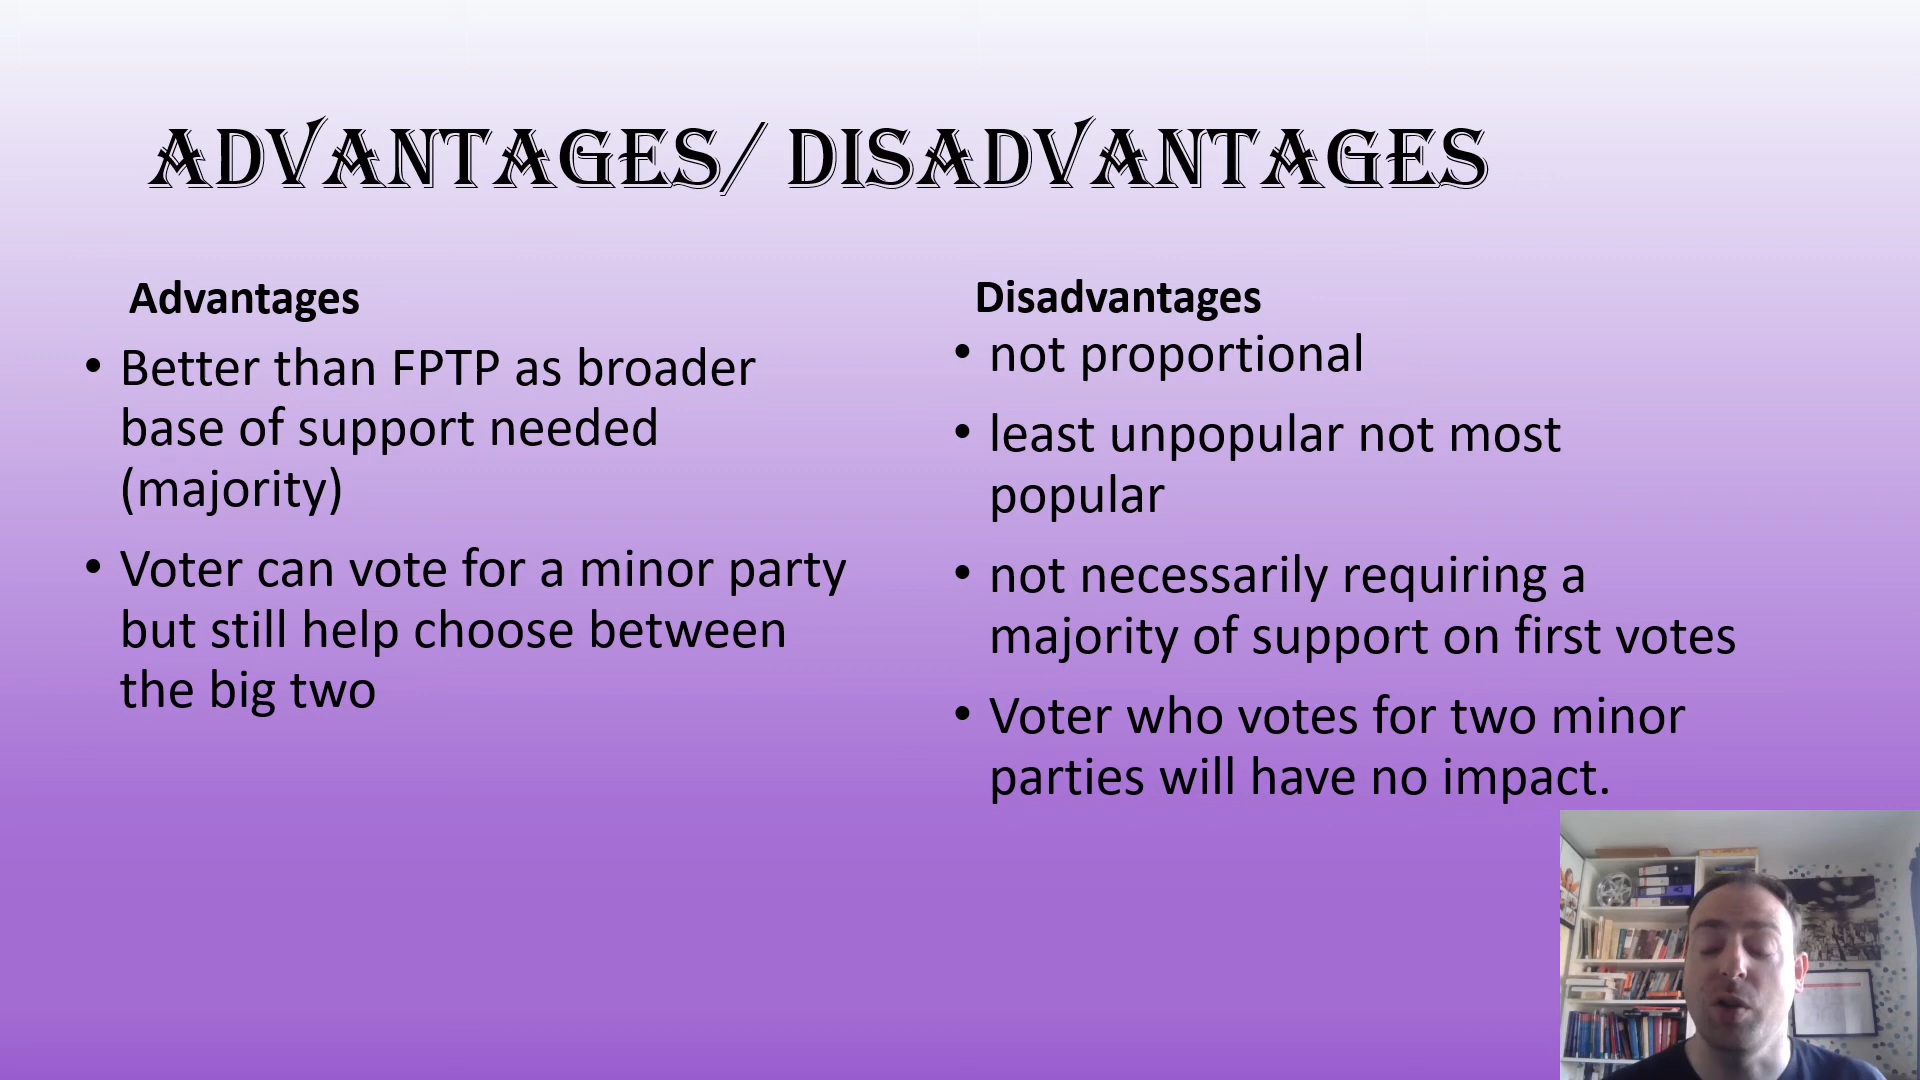 ADVANTAGES/ DISADVANTAGES
Advantages
• Better than FPTP as broader
base of support needed
(majority)
• Voter can vote for a minor party
but still help choose between
the big two
Disadvantages
• not proportional
• least unpopular not most
popular
• not necessarily requiring a
majority of support on first votes
• Voter who votes for two minor
parties will have no impact.